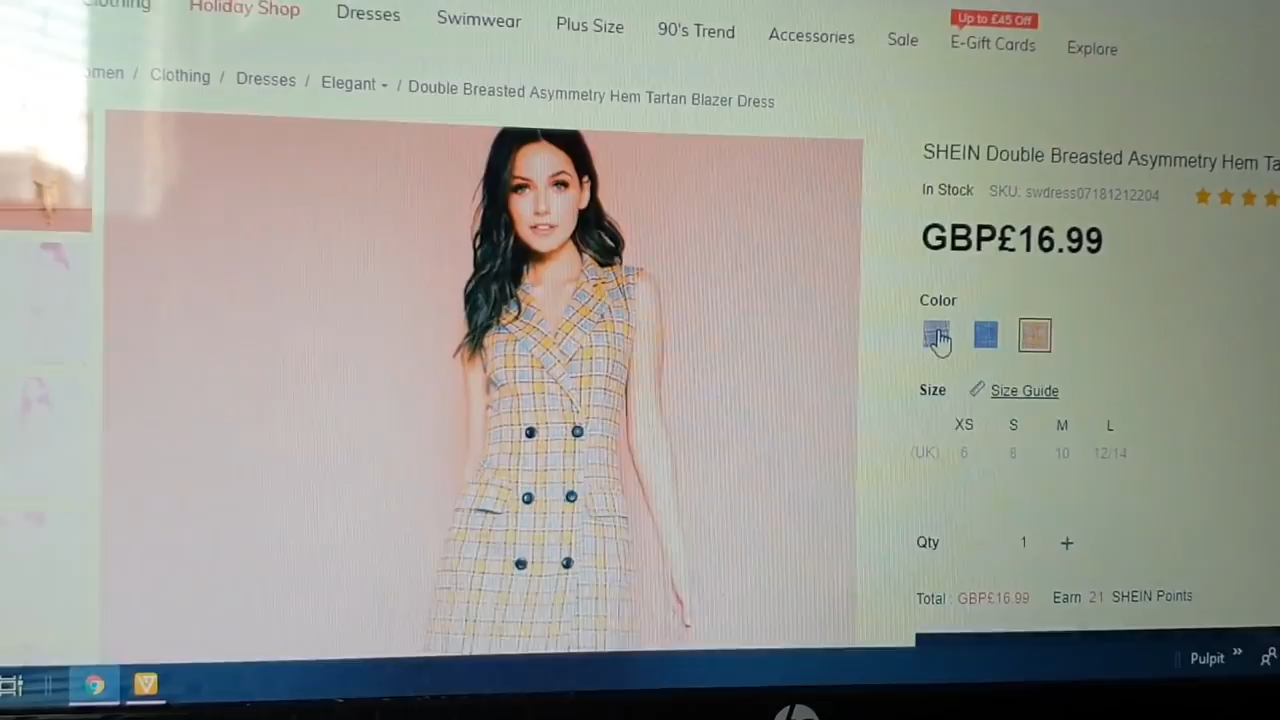 Holiday Shop Dresses Swimwear Plus Size 90's Trend Accessories Sale Up to £45 Off E-Gift Cards Explore
/ Clothing / Dresses / Elegant / Double Breasted Asymmetry Hem Tartan Blazer Dress
SHEIN Double Breasted Asymmetry Hem
In Stock SKU: swdress07181212204
GBP£16.99
Color
Size Size Guide
XS S M L
(UK) 6 8 10 12/14
Qty 1 +
Total : GBP£16.99 Earn 21 SHEIN Points
Pulpit »
hp